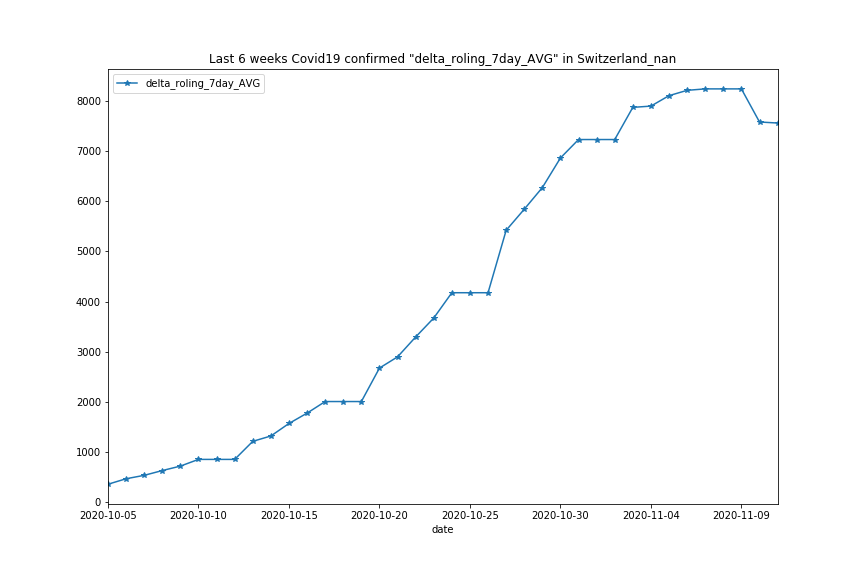 Last 6 weeks Covid19 confirmed "delta_roling_7day_AVG" in Switzerland_nan
delta_roling_7day_AVG
8000
7000
6000
5000
4000
3000
2000
1000
0
2020-10-05 2020-10-10 2020-10-15 2020-10-20 2020-10-25 2020-10-30 2020-11-04 2020-11-09
date